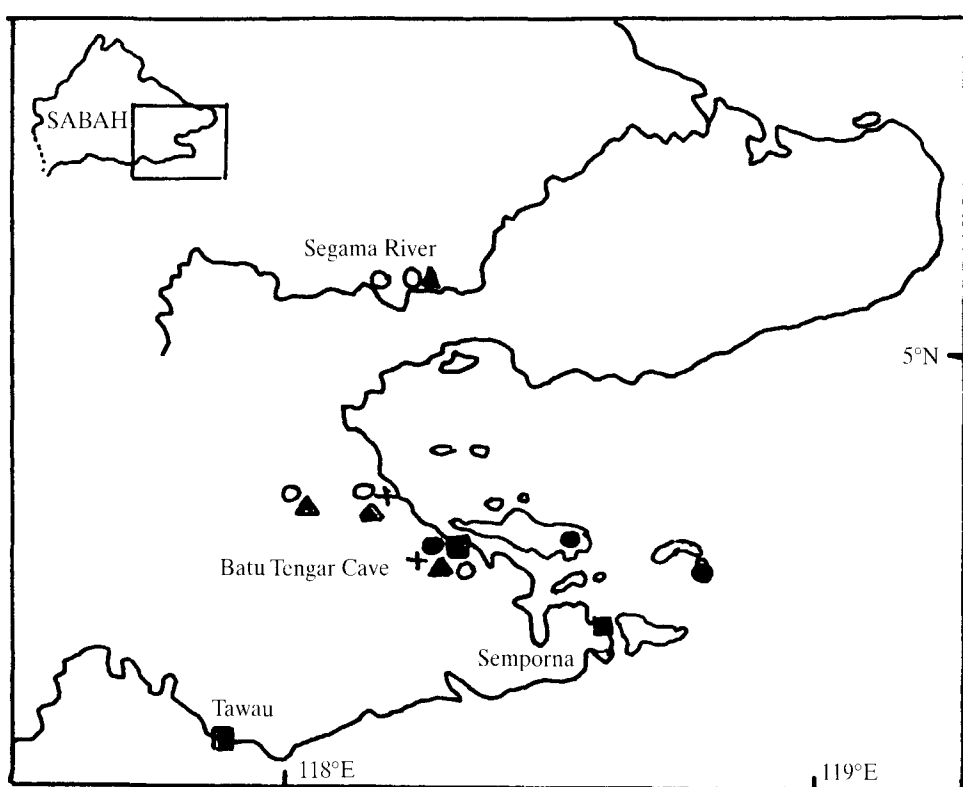 SABAH
Segama River
5°N
Batu Tengar Cave
Semporna
Tawau
118°E
119°E